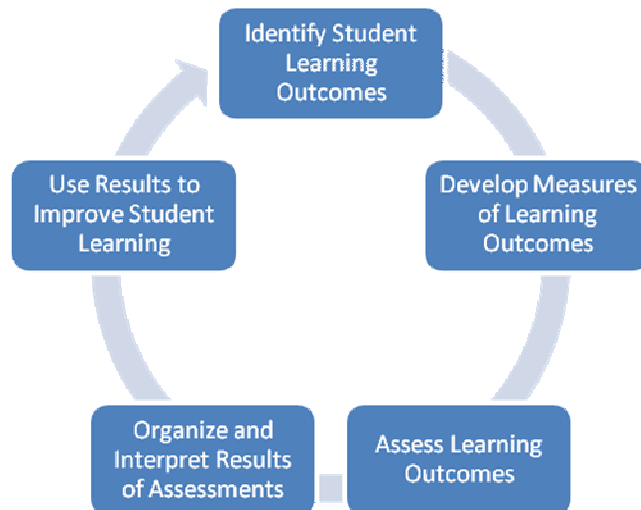 Identify Student
Learning
Outcomes
Develop Measures
of Learning
Outcomes
Assess Learning
Outcomes
Organize and
Interpret Results
of Assessments
Use Results to
Improve Student
Learning